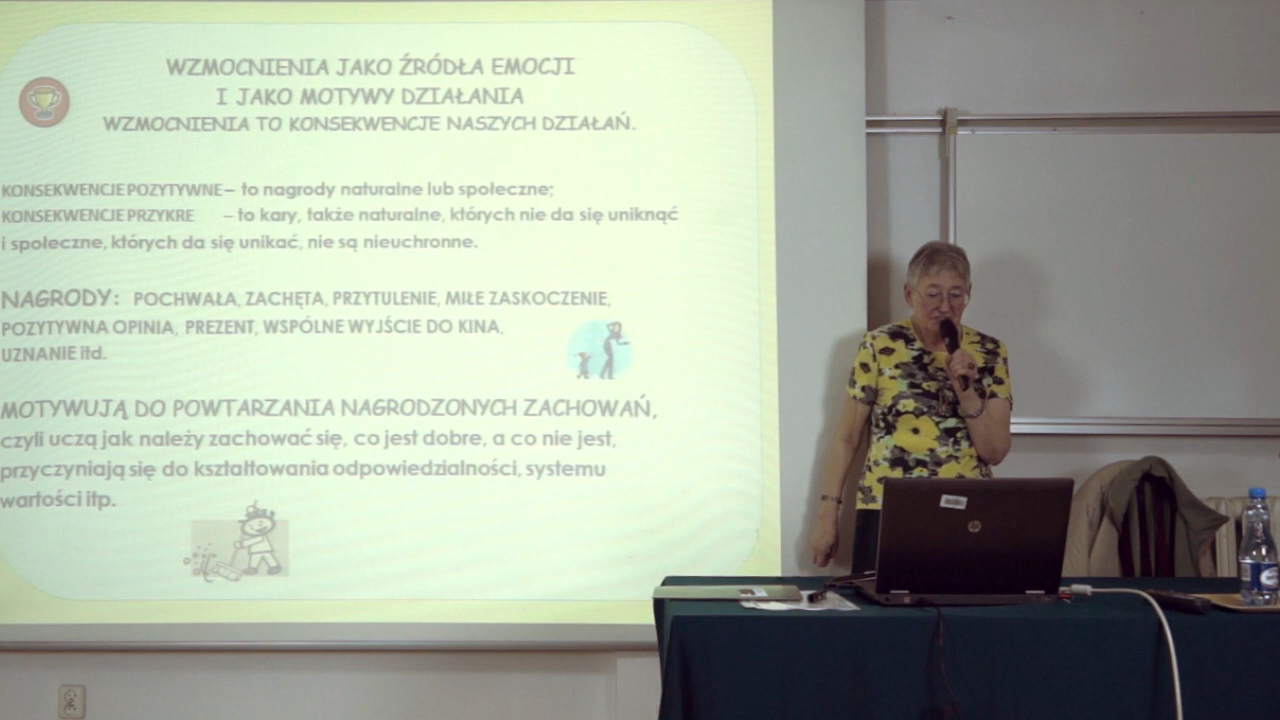 WZMOCNIENIA JAKO ŹRÓDŁA EMOCJI
I JAKO MOTYWY DZIAŁANIA
WZMOCNIENIA TO KONSEKWENCJE NASZYCH DZIAŁAŃ.
KONSEKWENCJE POZYTYWNE – to nagrody naturalne lub społeczne;
KONSEKWENCJE PRZYKRE – to kary, także naturalne, których nie da się uniknąć
i społeczne, których da się unikać, nie są nieuchronne.
NAGRODY: POCHWAŁA, ZACHĘTA, PRZYTULENIE, MIŁE ZASKOCZENIE,
POZYTYWNA OPINIA, PREZENT, WSPÓLNE WYJŚCIE DO KINA,
UZNANIE itd.
MOTYWUJĄ DO POWTARZANIA NAGRODZONYCH ZACHOWAŃ,
czyli uczą jak należy zachować się, co jest dobre, a co nie jest,
przyczyniają się do kształtowania odpowiedzialności, systemu
wartości itp.
hp